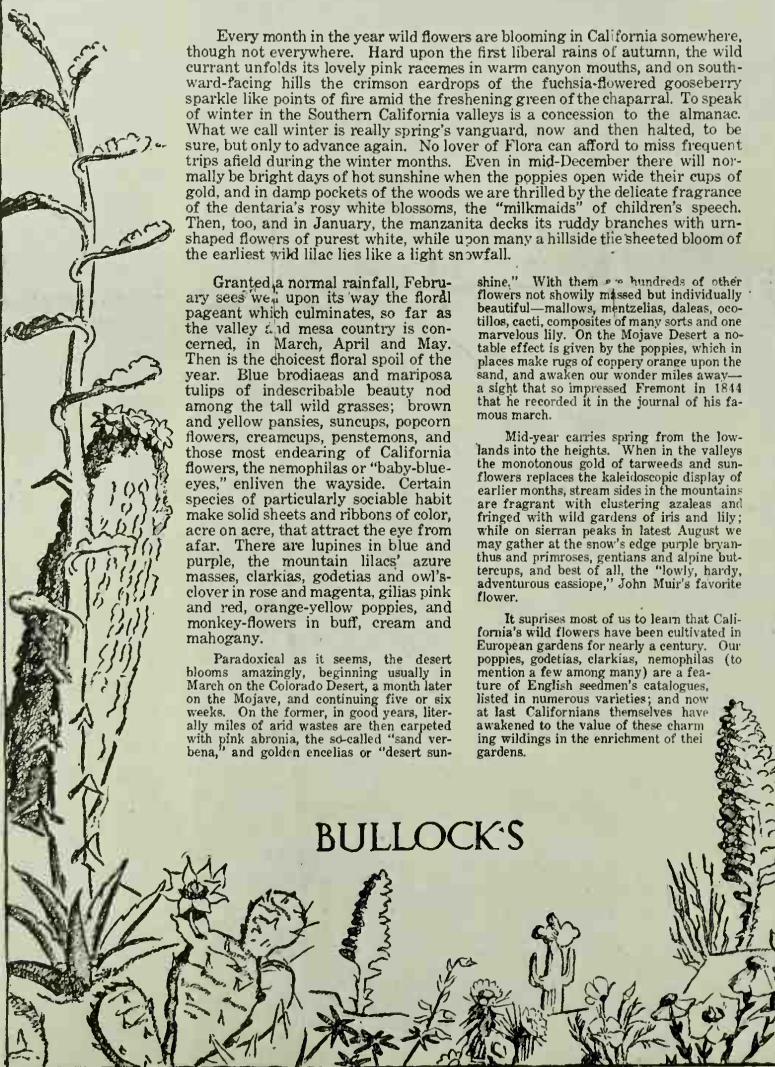 Every month in the year wild flowers are blooming in California somewhere,
though not everywhere. Hard upon the first liberal rains of autumn, the wild
currant unfolds its lovely pink racemes in warm canyon mouths, and on south-
ward-facing hills the crimson eardrops of the fuchsia-flowered gooseberry
sparkle like points of fire amid the freshening green of the chaparral. To speak
of winter in the Southern California valleys is a concession to the almanac.
What we call winter is really spring's vanguard, now and then halted, to be
sure, but only to advance again. No lover of Flora can afford to miss frequent
trips afield during the winter months. Even in mid-December there will nor-
mally be bright days of hot sunshine when the poppies open wide their cups of
gold, and in damp pockets of the woods we are thrilled by the delicate fragrance
of the dentaria's rosy white blossoms, the "milkmaids" of children's speech.
Then, too, and in January, the manzanita decks its ruddy branches with urn-
shaped flowers of purest white, while upon many a hillside the sheeted bloom of
the earliest wild lilac lies like a light snowfall.
Granted a normal rainfall, Febru-
ary sees well upon its way the floral
pageant which culminates, so far as
the valley and mesa country is con-
cerned, in March, April and May.
Then is the choicest floral spoil of the
year. Blue brodiaeas and mariposa
tulips of indescribable beauty nod
among the tall wild grasses; brown
and yellow pansies, suncups, popcorn
flowers, creamcups, penstemons, and
those most endearing of California
flowers, the nemophilas or "baby-blue-
eyes," enliven the wayside. Certain
species of particularly sociable habit
make solid sheets and ribbons of color,
acre on acre, that attract the eye from
afar. There are lupines in blue and
purple, the mountain lilacs' azure
masses, clarkias, godetias and owl's-
clover in rose and magenta, gilias pink
and red, orange-yellow poppies, and
monkey-flowers in buff, cream and
mahogany.
Paradoxical as it seems, the desert
blooms amazingly, beginning usually in
March on the Colorado Desert, a month later
on the Mojave, and continuing five or six
weeks. On the former, in good years, liter-
ally miles of arid wastes are then carpeted
with pink abronia, the so-called "sand ver-
bena," and golden encelias or "desert sun-
shine." With them are hundreds of other
flowers not showily massed but individually
beautiful—mallows, mentzelias, daleas, oco-
tillos, cacti, composites of many sorts and one
marvelous lily. On the Mojave Desert a no-
table effect is given by the poppies, which in
places make rugs of coppery orange upon the
sand, and awaken our wonder miles away—
a sight that so impressed Fremont in 1844
that he recorded it in the journal of his fa-
mous march.
Mid-year carries spring from the low-
lands into the heights. When in the valleys
the monotonous gold of tarweeds and sun-
flowers replaces the kaleidoscopic display of
earlier months, stream sides in the mountains
are fragrant with clustering azaleas and
fringed with wild gardens of iris and lily;
while on sierran peaks in latest August we
may gather at the snow's edge purple bryan-
thus and primroses, gentians and alpine but-
tercups, and best of all, the "lowly, hardy,
adventurous cassiope," John Muir's favorite
flower.
It suprises most of us to learn that Cali-
fornia's wild flowers have been cultivated in
European gardens for nearly a century. Our
poppies, godetias, clarkias, nemophilas (to
mention a few among many) are a fea-
ture of English seedmen's catalogues,
listed in numerous varieties; and now
at last Californians themselves have
awakened to the value of these charm
ing wildings in the enrichment of thei
gardens.
BULLOCK'S